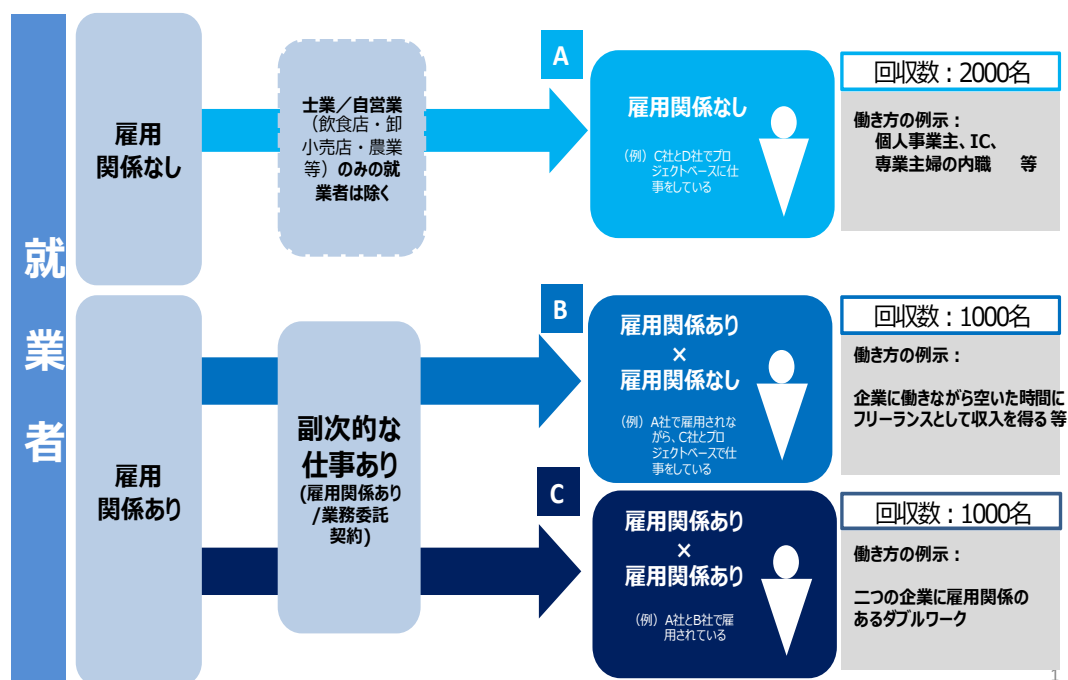 就業者
雇用
関係なし
士業／自営業
（飲食店・卸
小売店・農業
等）のみの就
業者は除く
A
雇用関係なし
（例）C社とD社でプロ
ジェクトベースに仕
事をしている
回収数：2000名
働き方の例示：
個人事業主、IC、
専業主婦の内職　等
雇用
関係あり
副次的な
仕事あり
(雇用関係あり
/業務委託
契約)
B
雇用関係あり
×
雇用関係なし
（例）A社で雇用されな
がら、C社とプロ
ジェクトベースで仕
事をしている
回収数：1000名
働き方の例示：
企業に働きながら空いた時間に
フリーランスとして収入を得る 等
C
雇用関係あり
×
雇用関係あり
（例）A社とB社で雇
用されている
回収数：1000名
働き方の例示：
二つの企業に雇用関係の
あるダブルワーク
1